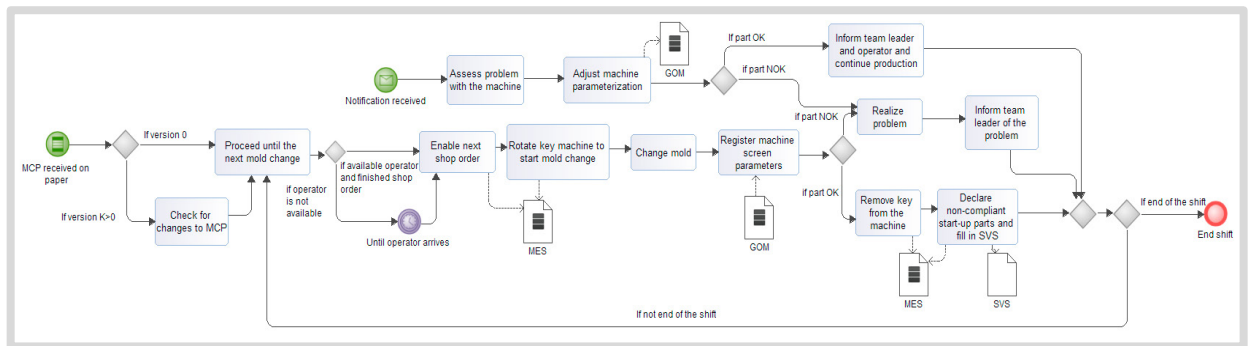 If part OK
Inform team leader
and operator and
continue production
GOM
Assess problem
with the machine
Adjust machine
parameterization
if part NOK
Notification received
Realize
problem
Inform team
leader of the
problem
if part NOK
If version 0
Proceed until the
next mold change
Enable next
shop order
Rotate key machine to
start mold change
Change mold
Register machine
screen
parameters
MCP received on
paper
if available operator
and finished shop
order
if operator
is not
available
if part OK
If version K>0
Check for
changes to MCP
Until operator arrives
MES
GOM
Remove key
from the
machine
Declare
non-compliant
start-up parts and
fill in SVS
If end of the shift
End shift
MES
SVS
If not end of the shift